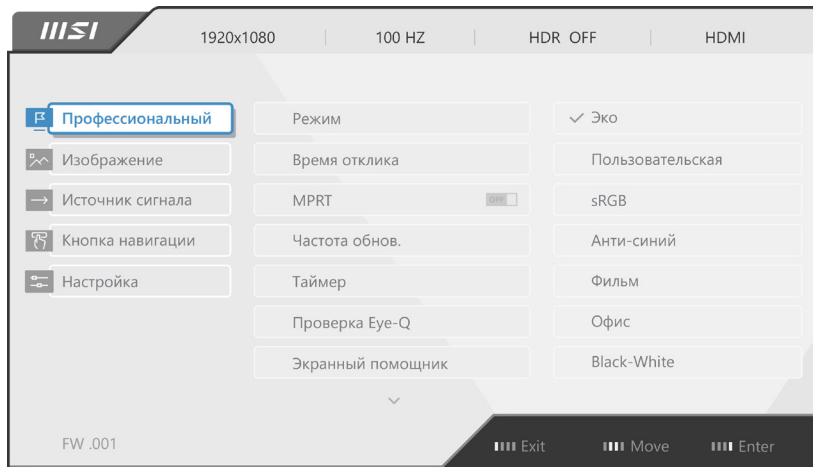 msi
1920x1080 100 HZ HDR OFF HDMI
Профессиональный Режим Эко
Изображение Время отклика Пользовательская
Источник сигнала MPRT OFF sRGB
Кнопка навигации Частота обнов. Анти-синий
Настройка Таймер Фильм
Проверка Eye-Q Офис
Экранный помощник Black-White
FW .001 Exit Move Enter